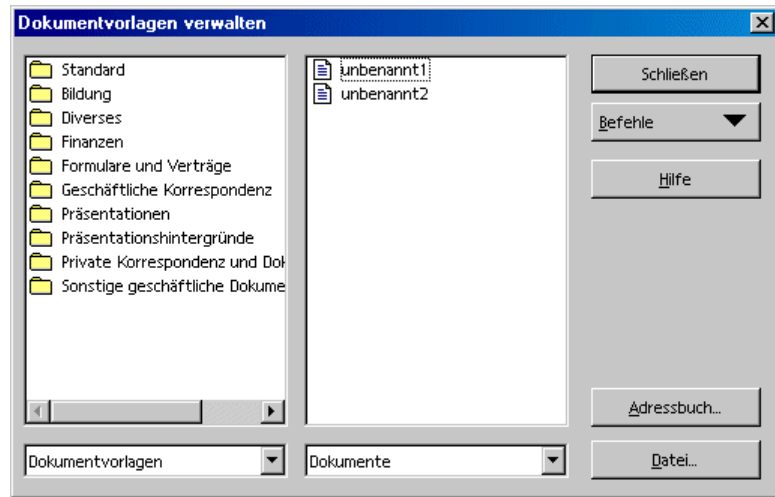 Dokumentvorlagen verwalten
Standard
Bildung
Diverses
Finanzen
Formulare und Verträge
Geschäftliche Korrespondenz
Präsentationen
Präsentationshintergründe
Private Korrespondenz und Dok
Sonstige geschäftliche Dokume
Dokumentvorlagen
unbenannt1
unbenannt2
Dokumente
Schließen
Befehle
Hilfe
Adressbuch...
Datei...